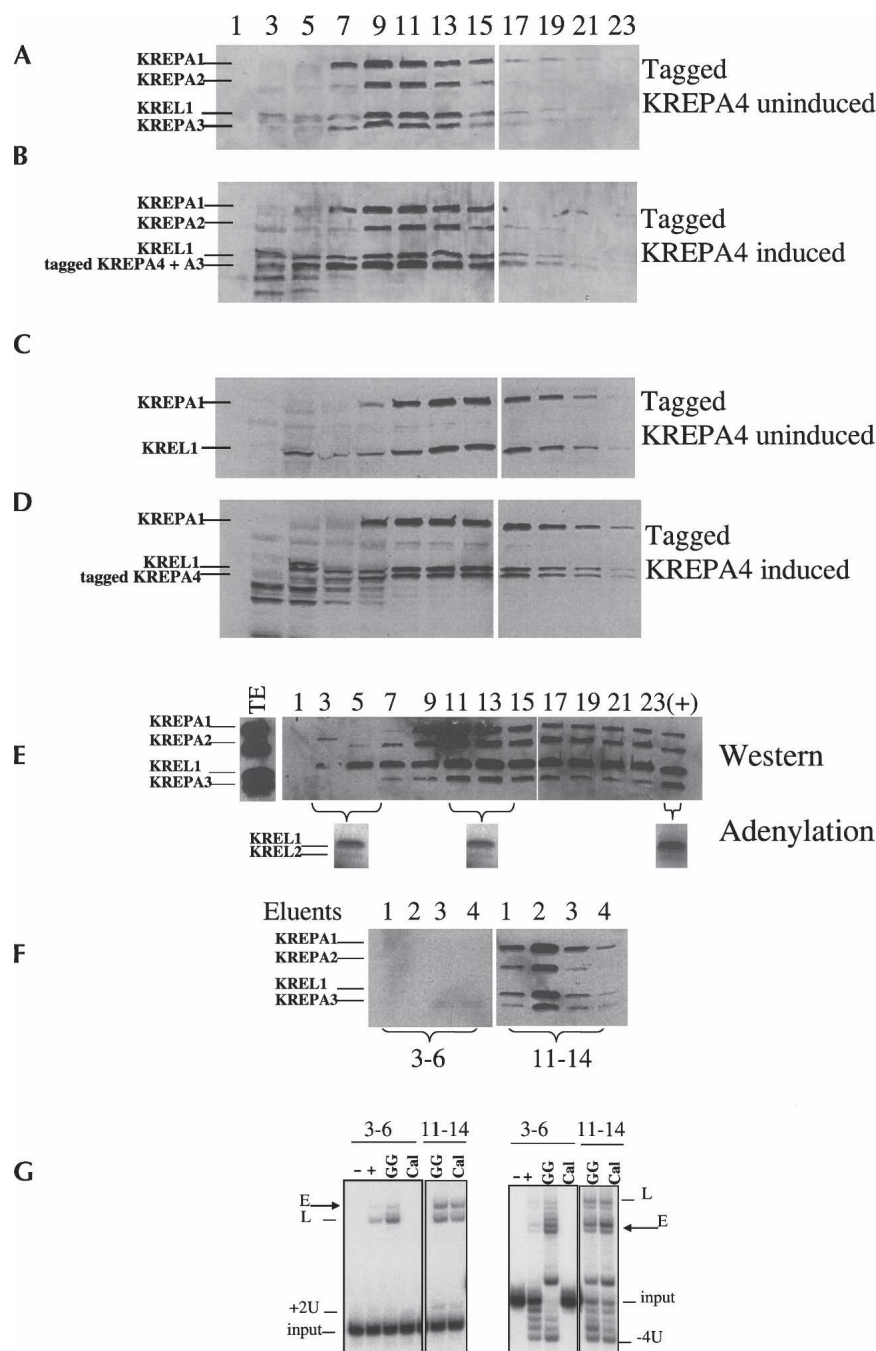 1 3 5 7 9 11 13 15 17 19 21 23
A
KREPA1
KREPA2
KREL1
KREPA3
Tagged
KREPA4 uninduced
B
KREPA1
KREPA2
KREL1
tagged KREPA4 + A3
Tagged
KREPA4 induced
C
KREPA1
KREL1
Tagged
KREPA4 uninduced
D
KREPA1
KREL1
tagged KREPA4
Tagged
KREPA4 induced
E
TE 1 3 5 7 9 11 13 15 17 19 21 23(+)
KREPA1
KREPA2
KREL1
KREPA3
Western
KREL1
KREL2
Adenylation
F
Eluents 1 2 3 4 1 2 3 4
KREPA1
KREPA2
KREL1
KREPA3
3-6 11-14
G
3-6 11-14 3-6 11-14
- + GG Cal GG Cal - + GG Cal GG Cal
E
L
+2U
input
L
E
input
-4U